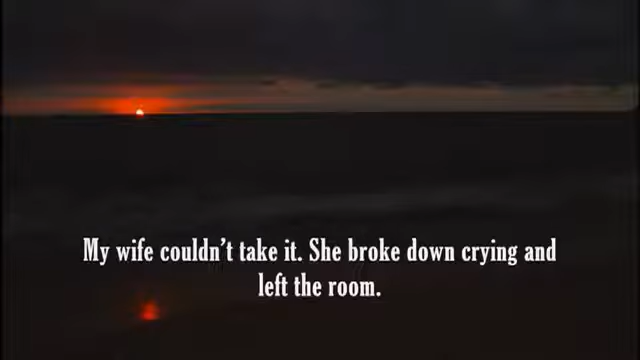 My wife couldn’t take it. She broke down crying and
left the room.